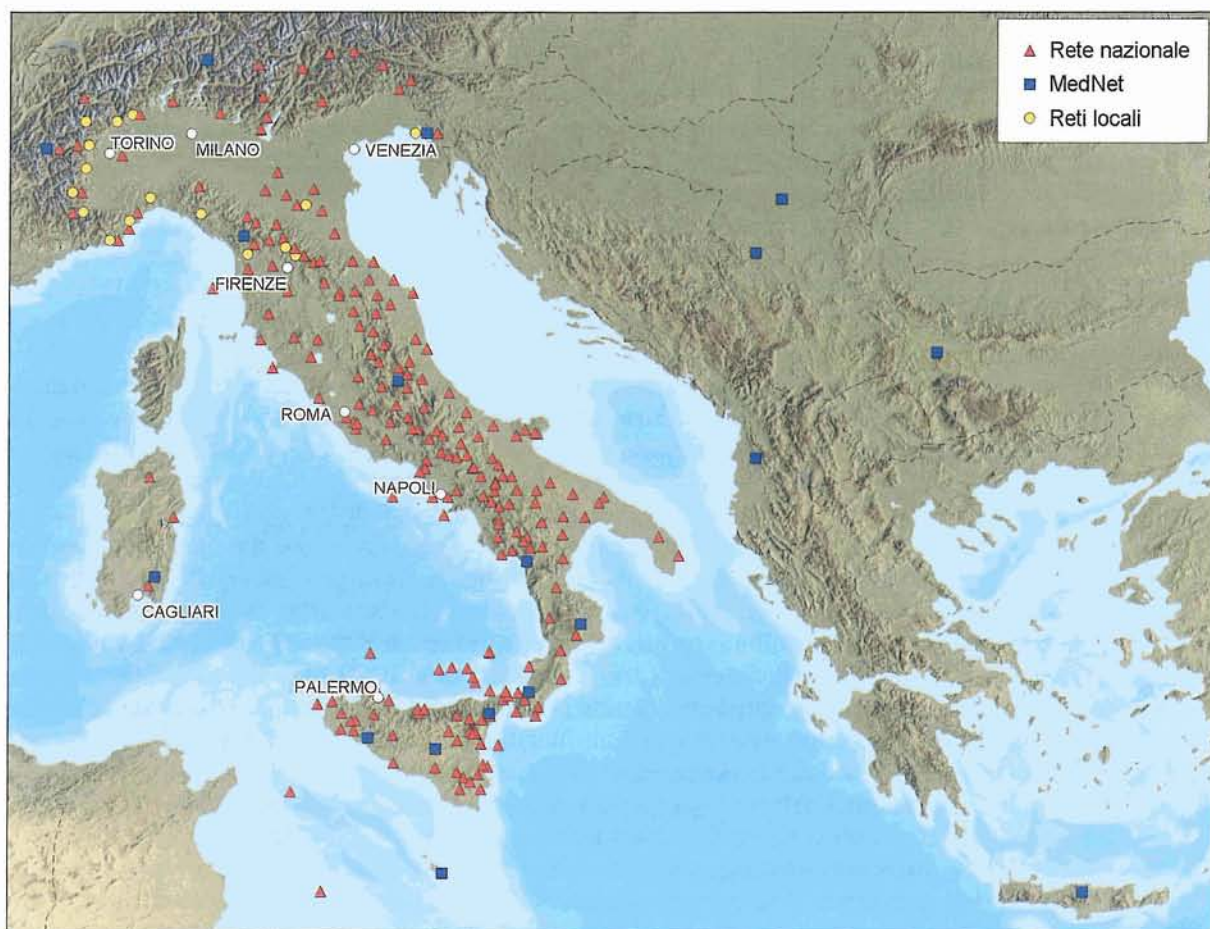 Rete nazionale
MedNet
Reti locali
TORINO
MILANO
VENEZIA
FIRENZE
ROMA
NAPOLI
CAGLIARI
PALERMO